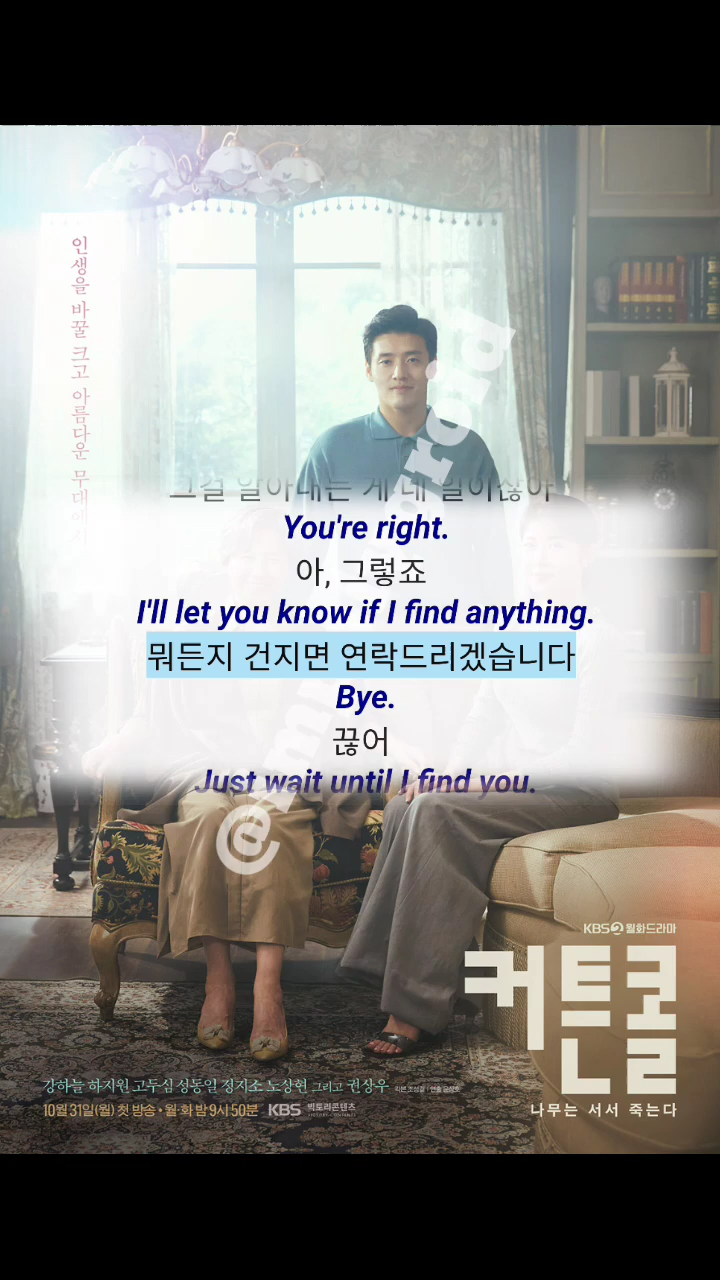 인생을 바꿀 크고 아름다운 무대에서
그걸 알아내는 게 네 일이잖아
You're right.
아, 그렇죠
I'll let you know if I find anything.
뭐든지 건지면 연락드리겠습니다
Bye.
끊어
Just wait until I find you.
KBS2 월화드라마
커튼콜
나무는 서서 죽는다
강하늘 하지원 고두심 성동일 정지소 노상현 그리고 권상우
10월 31일(월) 첫 방송 • 월·화 밤 9시 50분 KBS 빅토리콘텐츠